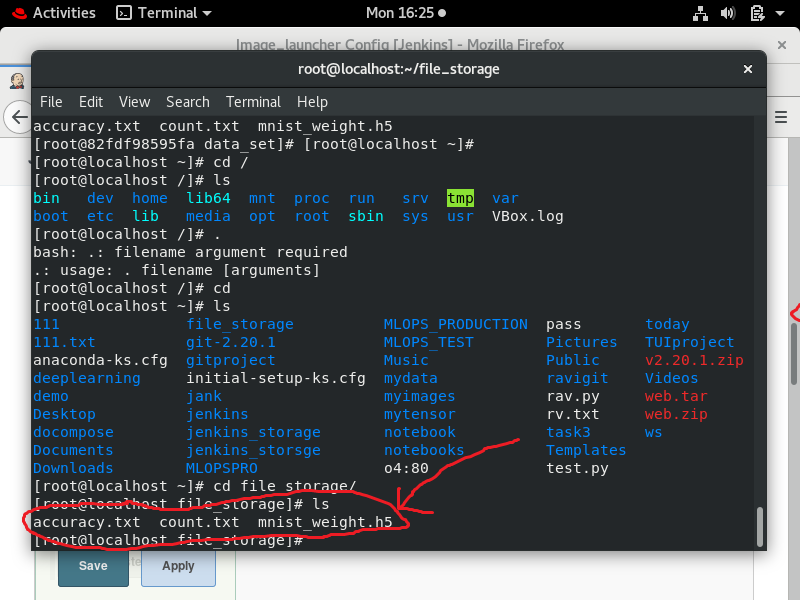 Activities Terminal Mon 16:25
Image_launcher Config [Jenkins] - Mozilla Firefox
root@localhost:~/file_storage
File Edit View Search Terminal Help
accuracy.txt count.txt mnist_weight.h5
[root@82fdf98595fa data_set]# [root@localhost ~]#
[root@localhost ~]# cd /
[root@localhost /]# ls
bin dev home lib64 mnt proc run srv tmp var
boot etc lib media opt root sbin sys usr VBox.log
[root@localhost /]# .
bash: .: filename argument required
.: usage: . filename [arguments]
[root@localhost /]# cd
[root@localhost ~]# ls
111 file_storage MLOPS_PRODUCTION pass today
111.txt git-2.20.1 MLOPS_TEST Pictures TUIproject
anaconda-ks.cfg gitproject Music Public v2.20.1.zip
deeplearning initial-setup-ks.cfg mydata ravigit Videos
demo jank myimages rav.py web.tar
Desktop jenkins mytensor rv.txt web.zip
docompose jenkins_storage notebook task3 ws
Documents jenkins_storsge notebooks Templates
Downloads MLOPSPRO o4:80 test.py
[root@localhost ~]# cd file_storage/
[root@localhost file_storage]# ls
accuracy.txt count.txt mnist_weight.h5
[root@localhost file_storage]#
Save Apply